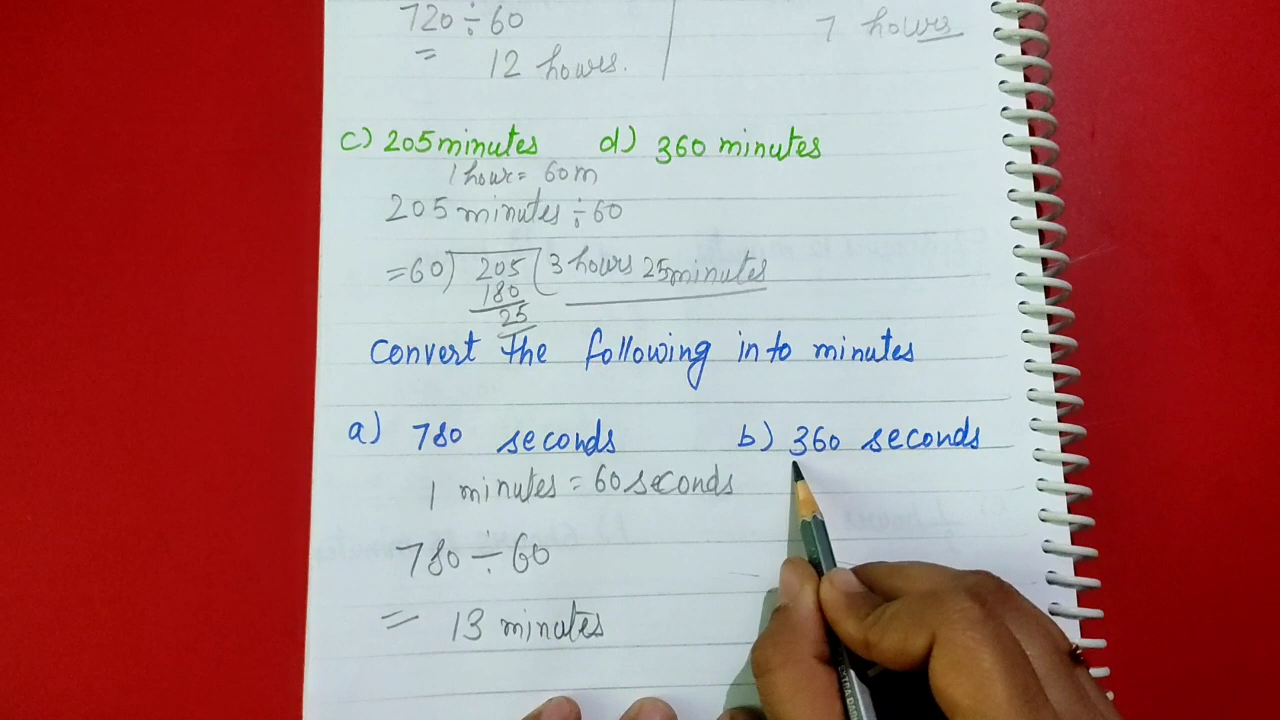 720 ÷ 60
= 12 hours.
7 hours
c) 205 minutes
d) 360 minutes
1 hour = 60 m
205 minutes ÷ 60
= 60) 205 ( 3 hours 25 minutes
180
25
Convert the following into minutes
a) 780 seconds
b) 360 seconds
1 minutes = 60 seconds
780 ÷ 60
= 13 minutes